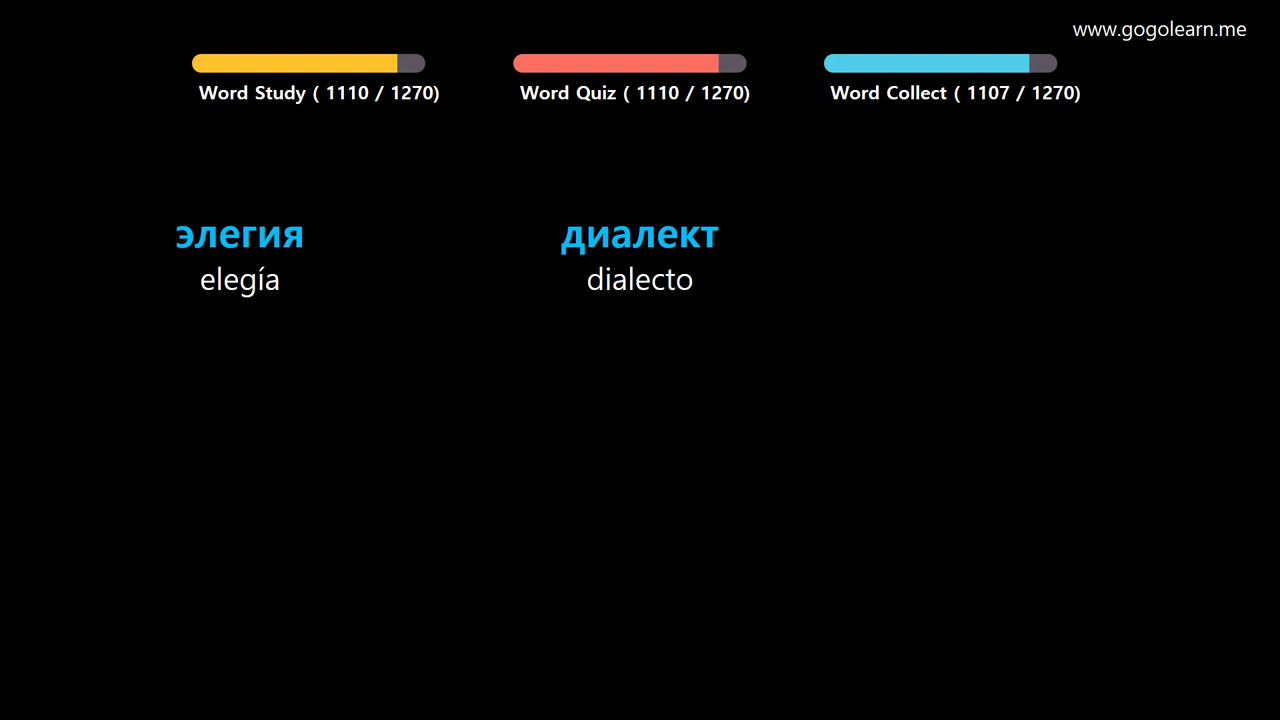 www.gogolearn.me
Word Study ( 1110 / 1270)
Word Quiz ( 1110 / 1270)
Word Collect ( 1107 / 1270)
элегия
elegía
диалект
dialecto